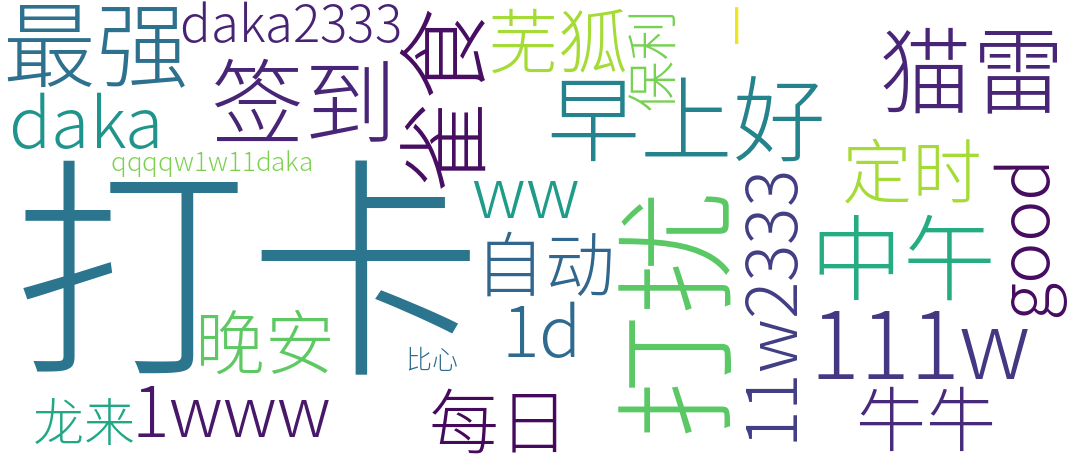 最强
daka2333
雀食
芜狐
保利
猫雷
daka
签到
早上好
qqqqw1w11daka
打卡
ww
打扰
11w2333
定时
good
自动
中午
晚安
1d
111w
比心
龙来
1www
每日
牛牛